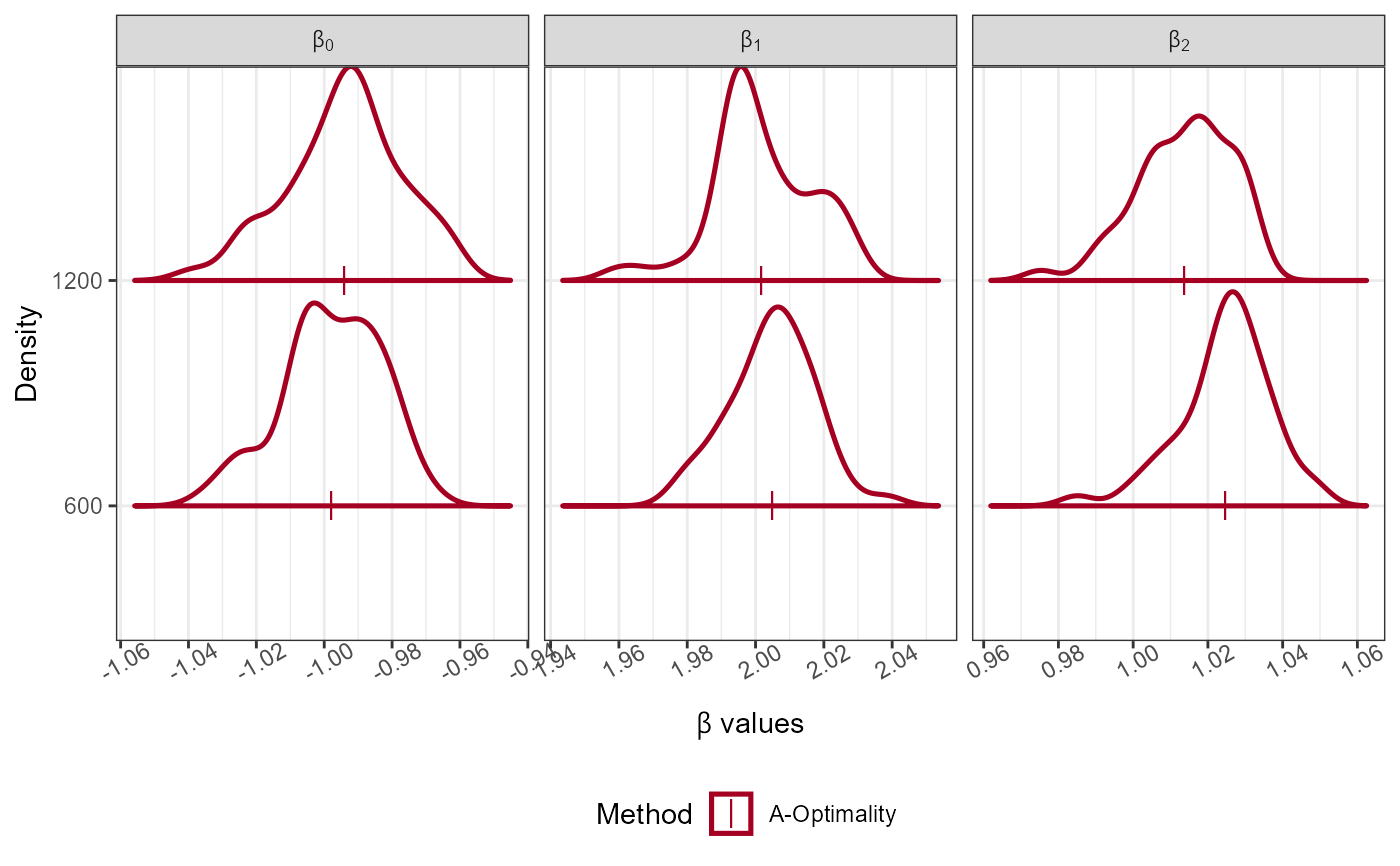 β₀ β₁ β₂
1200
600
Density
-1.06 -1.04 -1.02 -1.00 -0.98 -0.96 -0.94 1.94 1.96 1.98 2.00 2.02 2.04 0.96 0.98 1.00 1.02 1.04 1.06
β values
Method A-Optimality